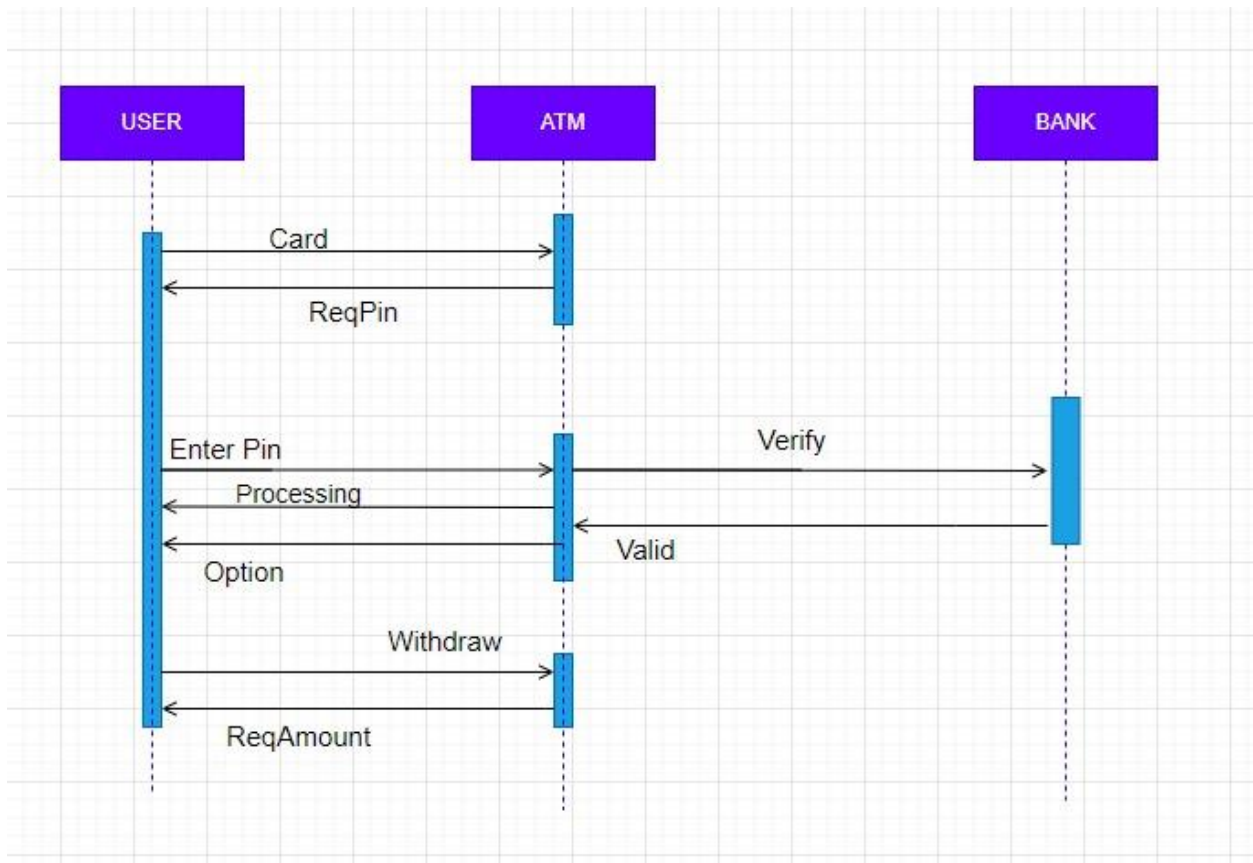 USER
ATM
BANK
Card
ReqPin
Enter Pin
Verify
Processing
Valid
Option
Withdraw
ReqAmount